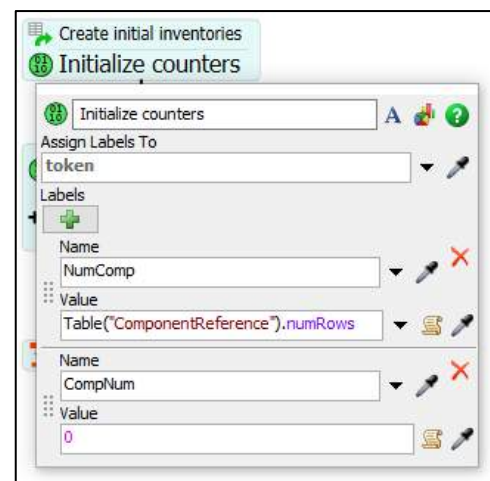 Create initial inventories
Initialize counters
Initialize counters
A
?
Assign Labels To
token
Labels
Name
NumComp
Value
Table("ComponentReference").numRows
Name
CompNum
Value
0